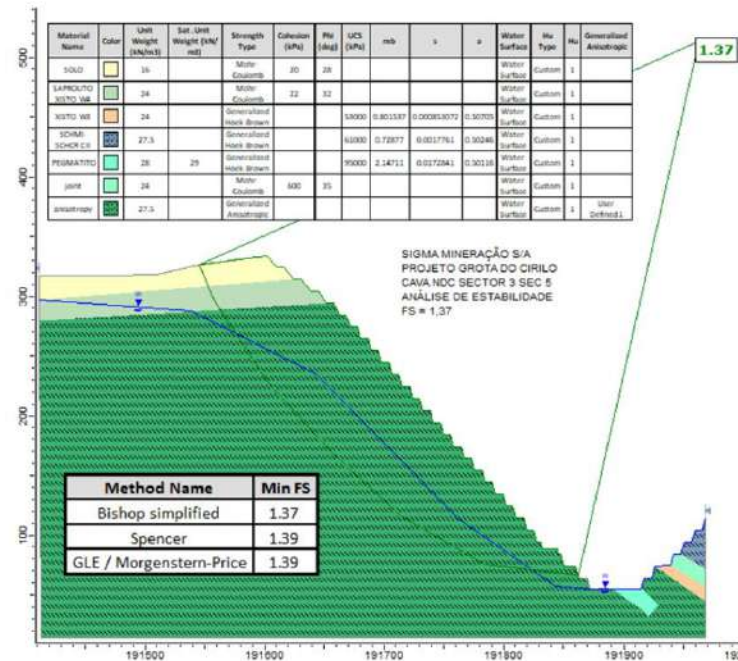 Material Name Color Unit Weight (kN/m3) Sat. Unit Weight (kN/m3) Strength Type Cohesion (kPa) Phi (deg) UCS (kPa) mb s a Water Surface Hu Type Hu Generalized Anisotropic
SOLO 16 Mohr Coulomb 20 28 Water Surface Custom 1
SAPROLITO XISTO WA 24 Mohr Coulomb 22 32 Water Surface Custom 1
XISTO 24 Generalized Hoek-Brown 0.50705 Water Surface Custom 1
27.5 Generalized Hoek-Brown 61000 0.72877 0.0017761 0.50246 Water Surface Custom 1
PEGMATITO 28 29 Generalized Hoek-Brown 95000 2.14711 0.0172841 0.50116 Water Surface Custom 1
joint 24 Mohr Coulomb 600 35 Water Surface Custom 1
anisotropy 27.5 Generalized Anisotropic Water Surface Custom 1 User Defined 1
1.37
SIGMA MINERAÇÃO S/A
PROJETO GROTA DO CIRILO
CAVA NDC SECTOR 3 SEC 5
ANÁLISE DE ESTABILIDADE
FS = 1,37
Method Name Min FS
Bishop simplified 1.37
Spencer 1.39
GLE / Morgenstern-Price 1.39
500
400
300
200
100
191500 191600 191700 191800 191900